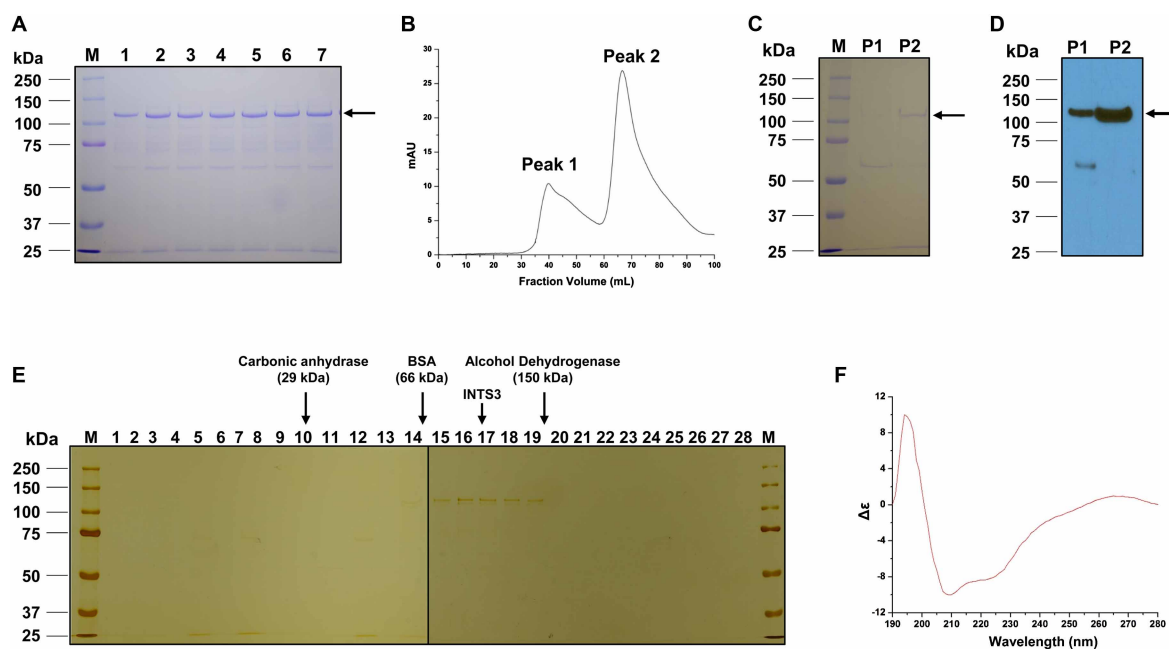 A
M 1 2 3 4 5 6 7
kDa
250
150
100
75
50
37
25
B
30
25
20
15
10
5
0
mAU
Peak 1
Peak 2
0 10 20 30 40 50 60 70 80 90 100
Fraction Volume (mL)
C
M P1 P2
kDa
250
150
100
75
50
37
25
D
P1 P2
kDa
250
150
100
75
50
37
25
E
Carbonic anhydrase
(29 kDa)
BSA
(66 kDa)
Alcohol Dehydrogenase
(150 kDa)
INTS3
kDa
M 1 2 3 4 5 6 7 8 9 10 11 12 13 14 15 16 17 18 19 20 21 22 23 24 25 26 27 28 M
250
150
100
75
50
37
25
F
12
8
4
0
-4
-8
-12
Δε
190 200 210 220 230 240 250 260 270 280
Wavelength (nm)